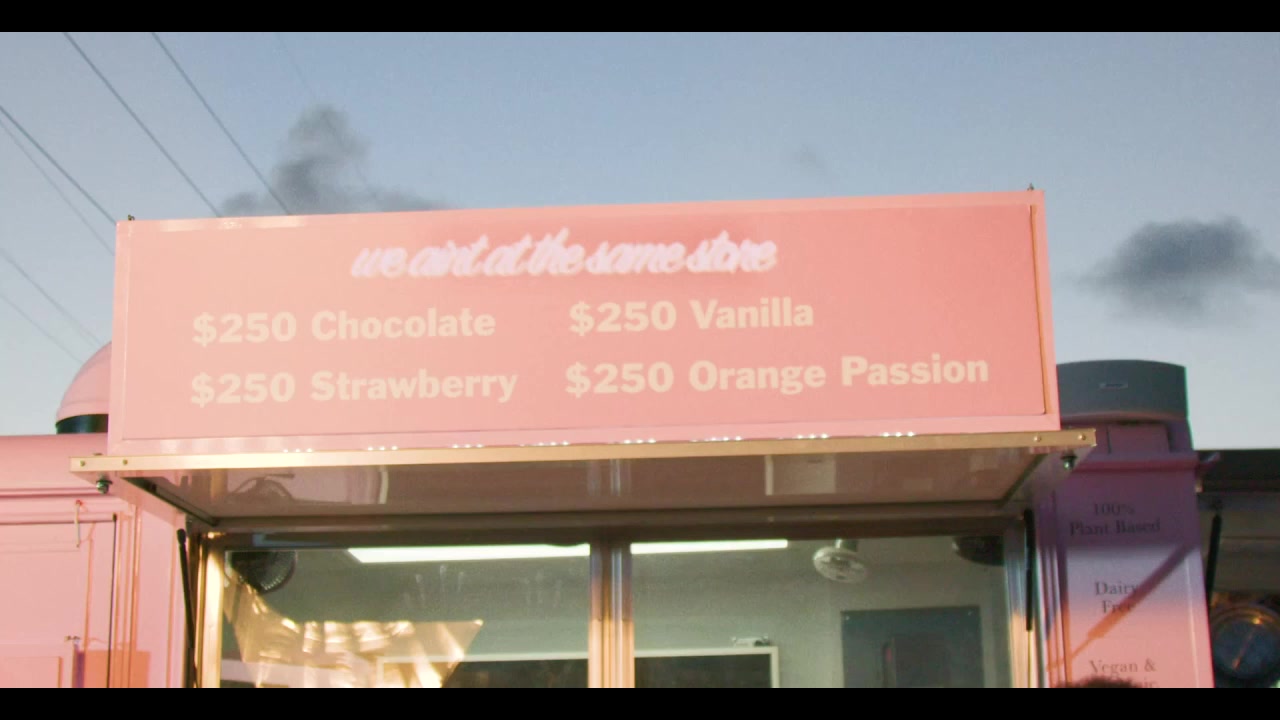 we aint at the same store
$250 Chocolate $250 Vanilla
$250 Strawberry $250 Orange Passion
100%
Plant Based
Dairy
Free
Vegan &